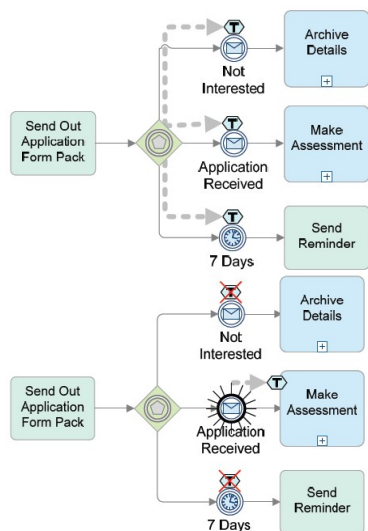 T
Archive
Details
Not
Interested
Send Out
Application
Form Pack
T
Make
Assessment
Application
Received
T
Send
Reminder
7 Days
T
Archive
Details
Not
Interested
Send Out
Application
Form Pack
T
Make
Assessment
Application
Received
T
Send
Reminder
7 Days